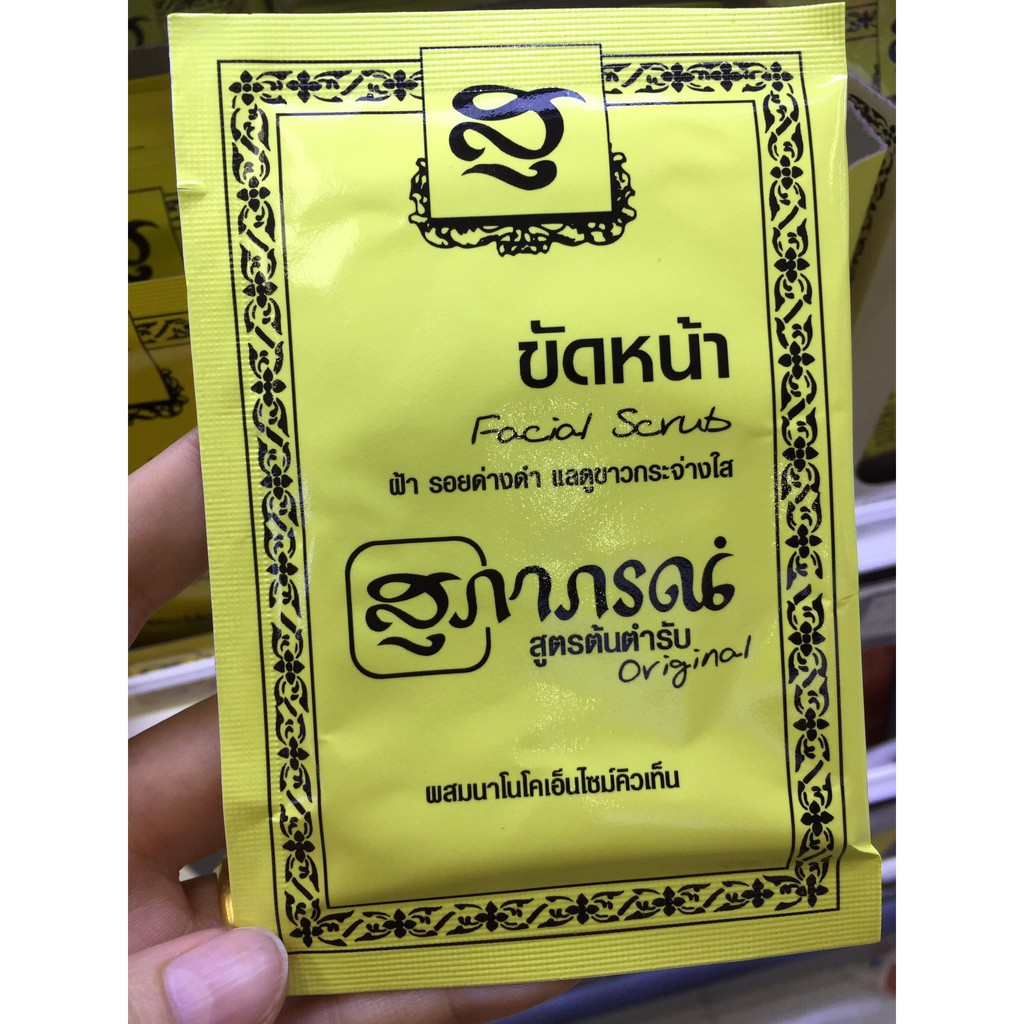 สุ
ขัดหน้า
Facial Scrub
ฝ้า รอยด่างดำ แลดูขาวกระจ่างใส
สุภาภรณ์
สูตรต้นตำรับ
Original
ผสมนาโนโคเอ็นไซม์คิวเท็น